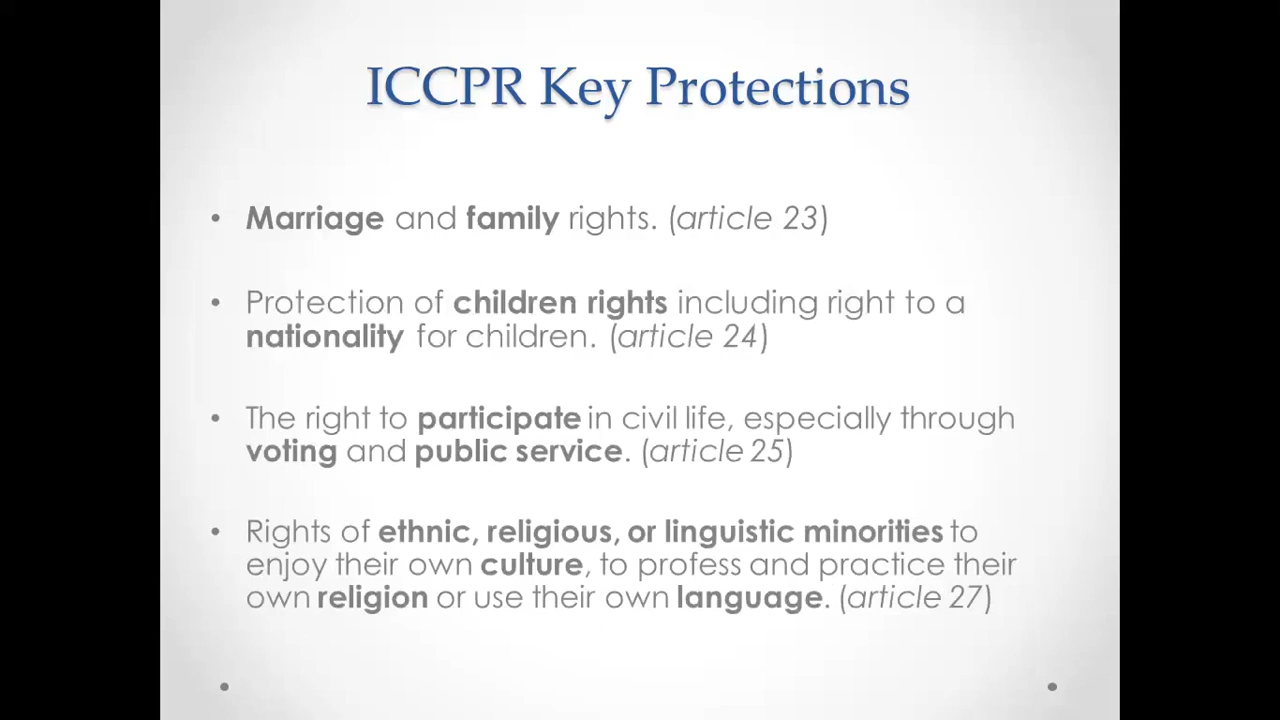 ICCPR Key Protections
• Marriage and family rights. (article 23)
• Protection of children rights including right to a
nationality for children. (article 24)
• The right to participate in civil life, especially through
voting and public service. (article 25)
• Rights of ethnic, religious, or linguistic minorities to
enjoy their own culture, to profess and practice their
own religion or use their own language. (article 27)